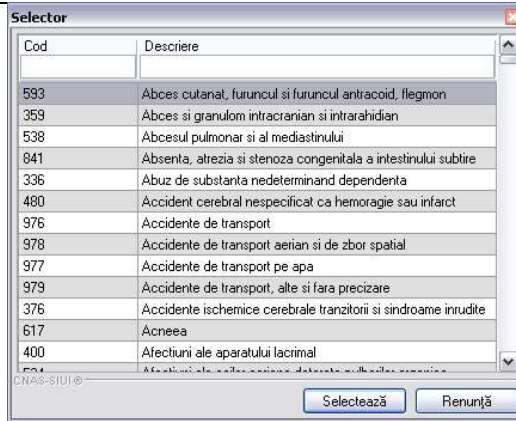 Selector
Cod Descriere
593 Abces cutanat, furuncul si furuncul antracoid, flegmon
359 Abces si granulom intracranian si intrarahidian
538 Abcesul pulmonar si al mediastinului
841 Absenta, atrezia si stenoza congenitala a intestinului subtire
336 Abuz de substanta nedeterminand dependenta
480 Accident cerebral nespecificat ca hemoragie sau infarct
976 Accidente de transport
978 Accidente de transport aerian si de zbor spatial
977 Accidente de transport pe apa
979 Accidente de transport, alte si fara precizare
376 Accidente ischemice cerebrale tranzitorii si sindroame inrudite
617 Acneea
400 Afectiuni ale aparatului lacrimal
CNAS-SIUI ©
Selectează Renunţă